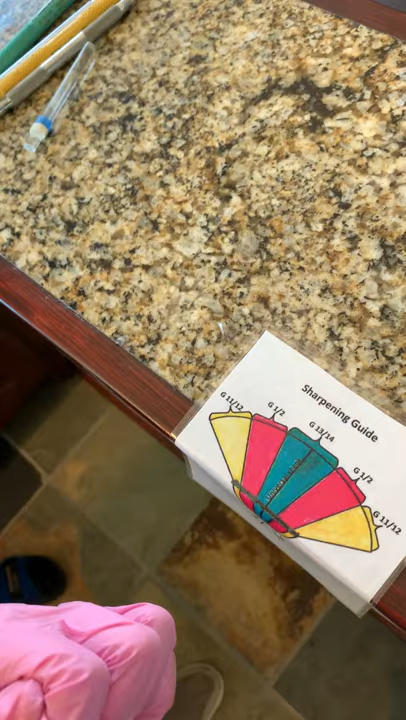 Sharpening Guide
G 11/12
G 1/2
G 13/14
G 1/2
G 11/12